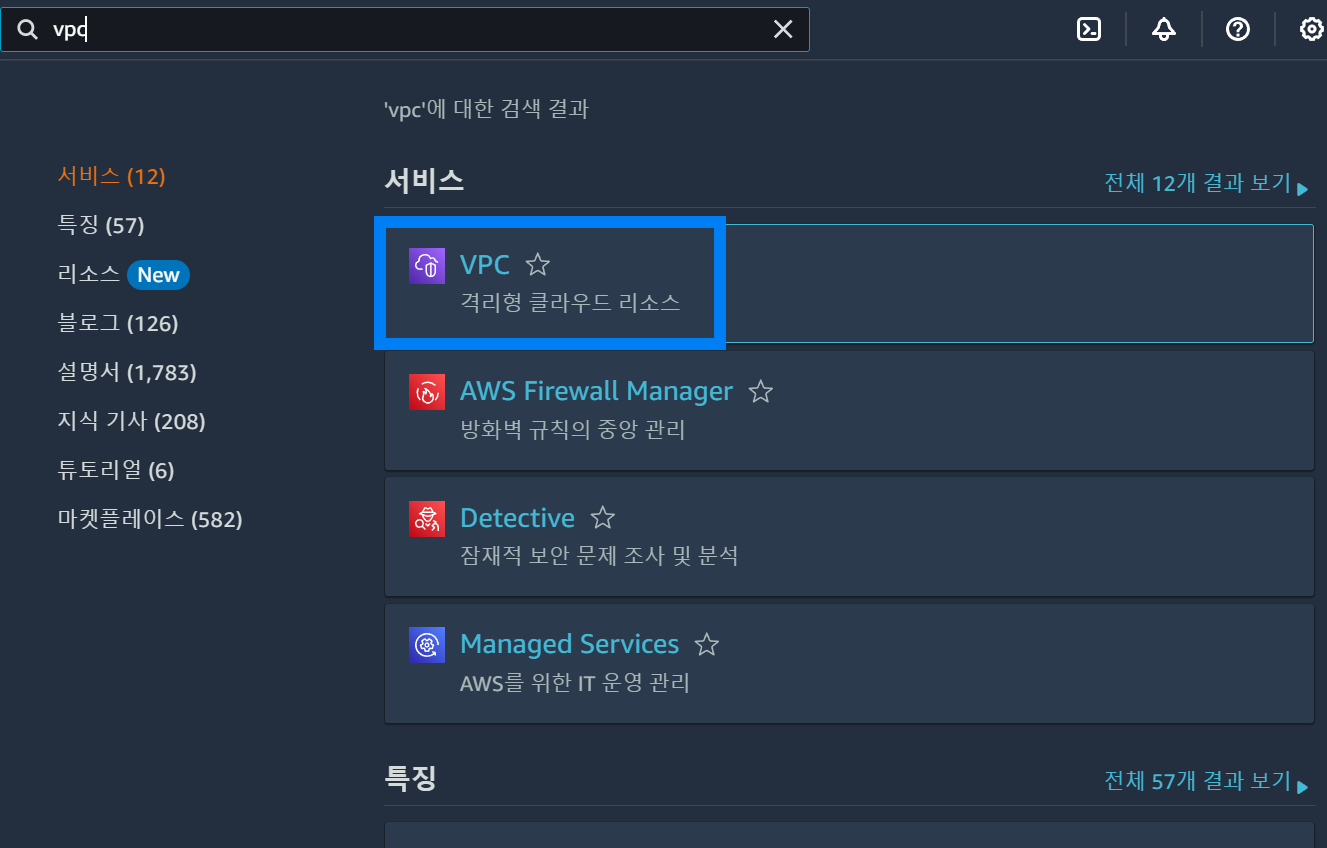 vpc
'vpc'에 대한 검색 결과
서비스 (12)
특징 (57)
리소스 New
블로그 (126)
설명서 (1,783)
지식 기사 (208)
튜토리얼 (6)
마켓플레이스 (582)
서비스
전체 12개 결과 보기
VPC
격리형 클라우드 리소스
AWS Firewall Manager
방화벽 규칙의 중앙 관리
Detective
잠재적 보안 문제 조사 및 분석
Managed Services
AWS를 위한 IT 운영 관리
특징
전체 57개 결과 보기